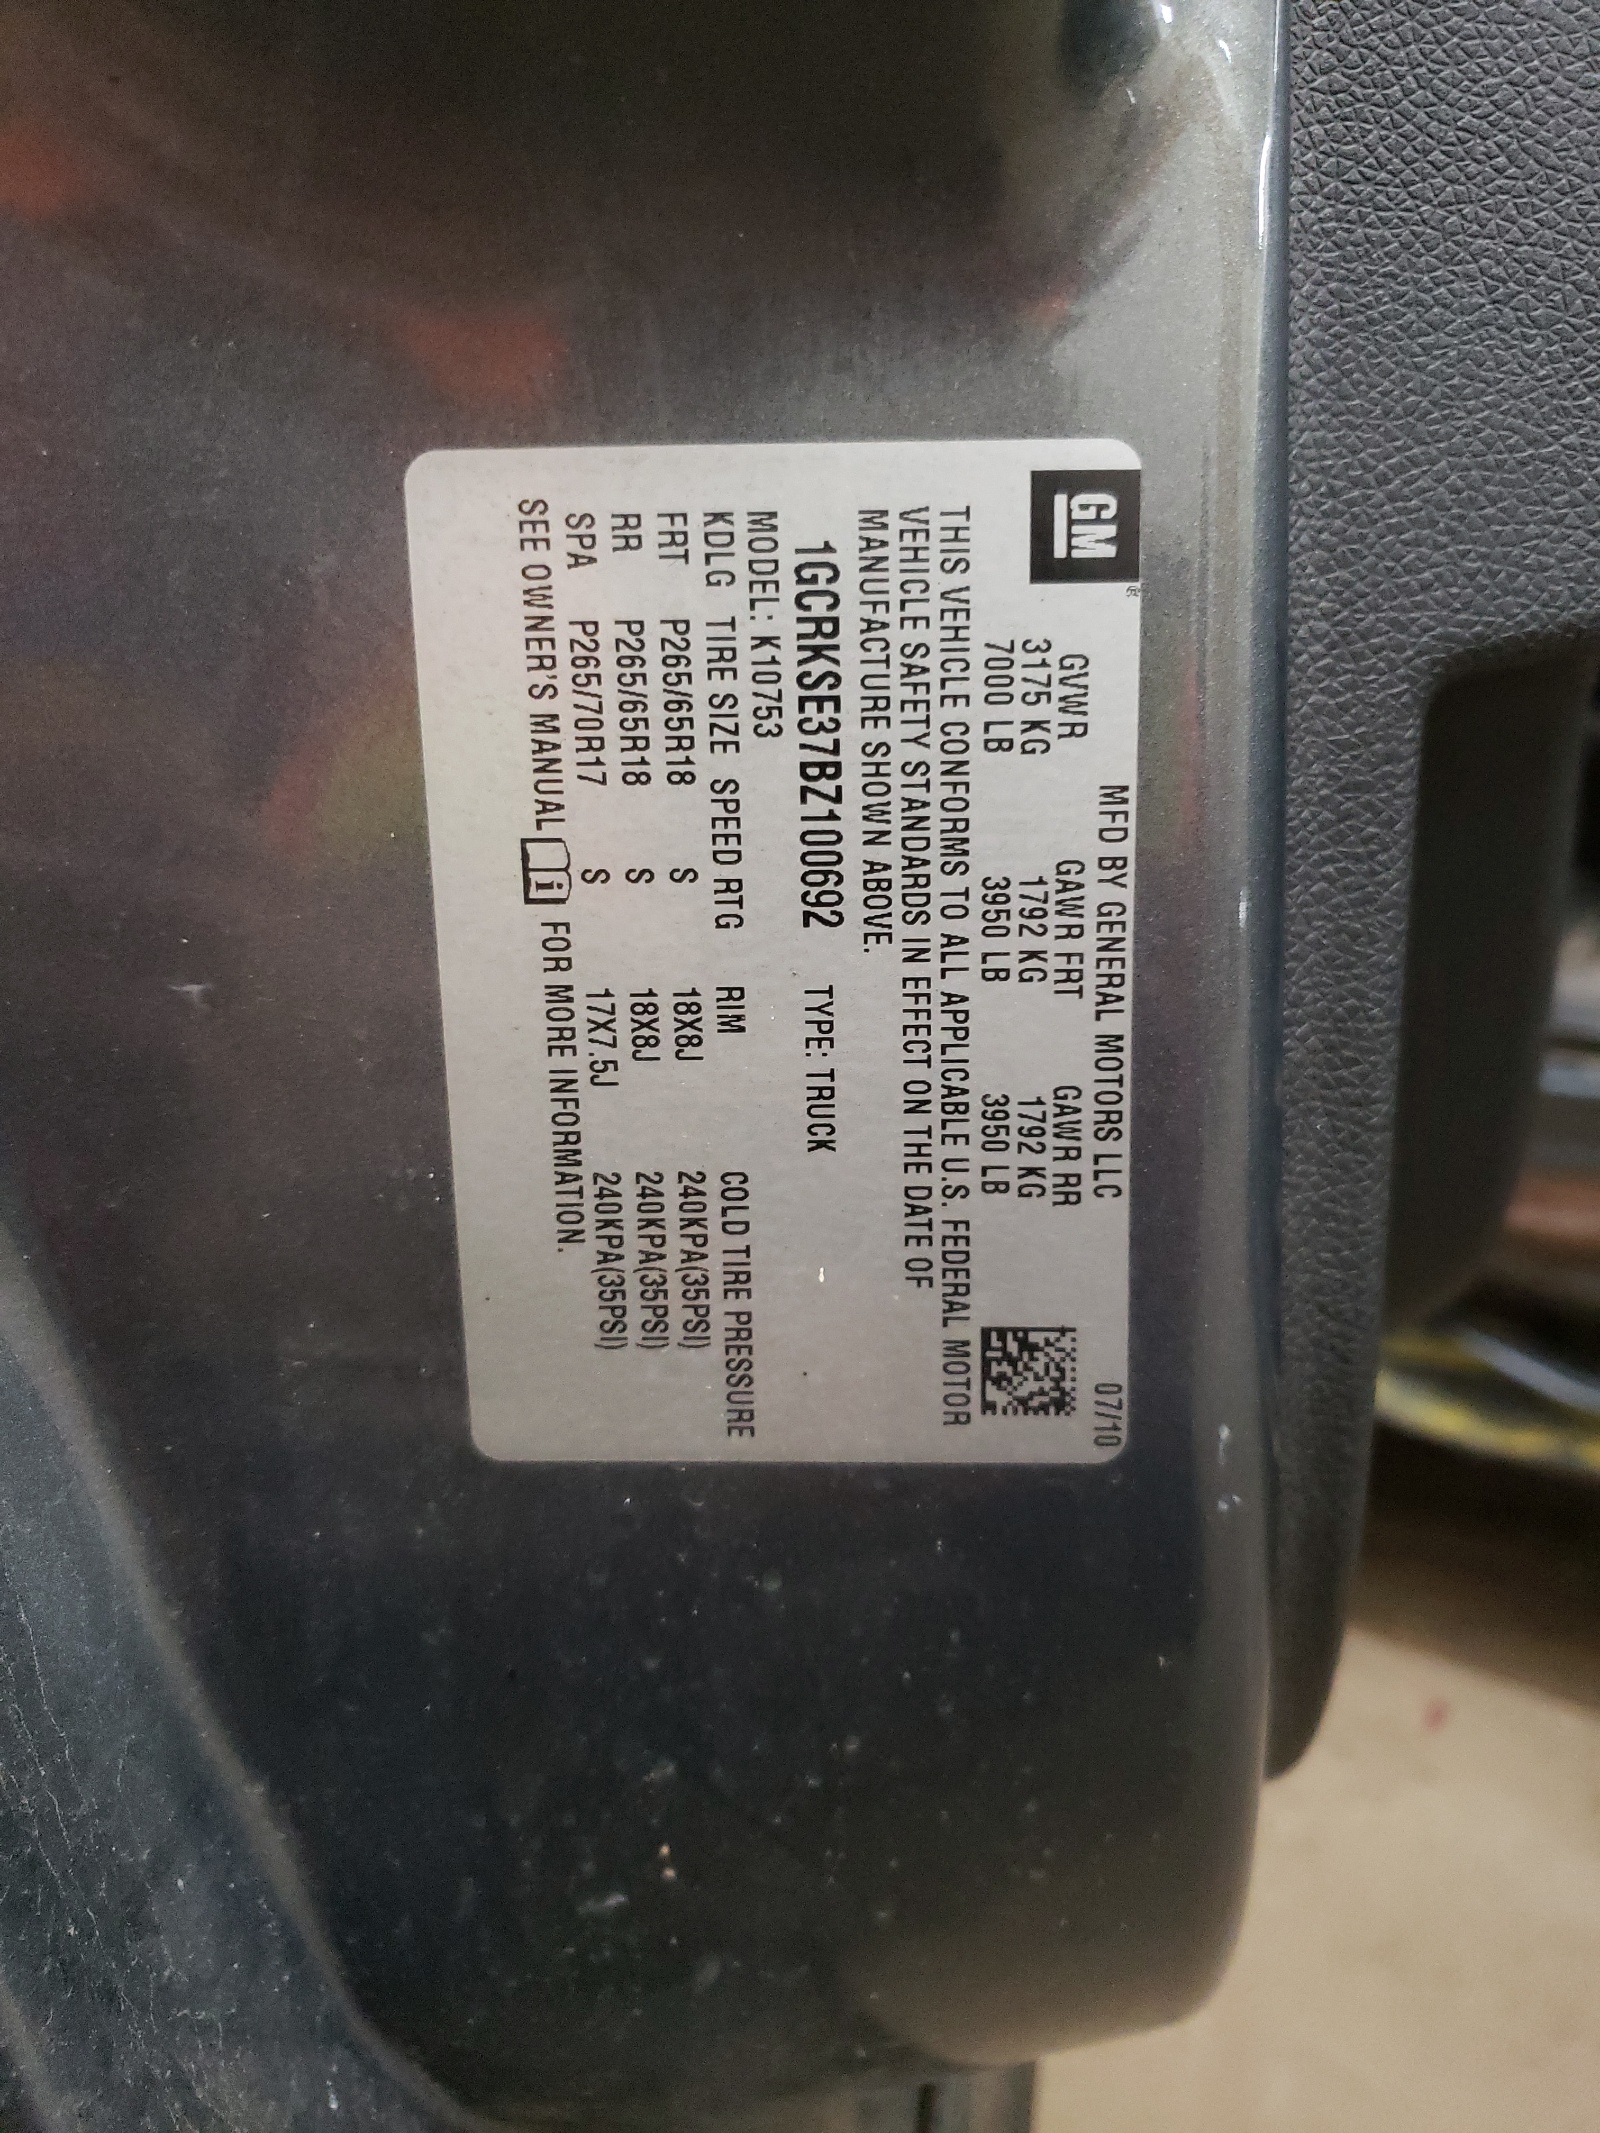 GM®
MFD BY GENERAL MOTORS LLC 07/10
GVWR GAWR FRT GAWR RR
3175 KG 1792 KG 1792 KG
7000 LB 3950 LB 3950 LB
THIS VEHICLE CONFORMS TO ALL APPLICABLE U.S. FEDERAL MOTOR
VEHICLE SAFETY STANDARDS IN EFFECT ON THE DATE OF
MANUFACTURE SHOWN ABOVE.
1GCRKSE37BZ100692 TYPE: TRUCK
MODEL: K10753
KDLG TIRE SIZE SPEED RTG RIM COLD TIRE PRESSURE
FRT P265/65R18 S 18X8J 240KPA(35PSI)
RR P265/65R18 S 18X8J 240KPA(35PSI)
SPA P265/70R17 S 17X7.5J 240KPA(35PSI)
SEE OWNER'S MANUAL i FOR MORE INFORMATION.